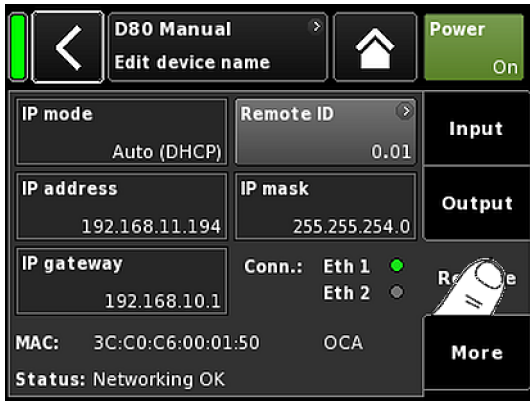 D80 Manual
Edit device name
Power
On
IP mode
Auto (DHCP)
Remote ID
0.01
Input
IP address
192.168.11.194
IP mask
255.255.254.0
Output
IP gateway
192.168.10.1
Conn.: Eth 1
Eth 2
MAC: 3C:C0:C6:00:01:50 OCA
More
Status: Networking OK